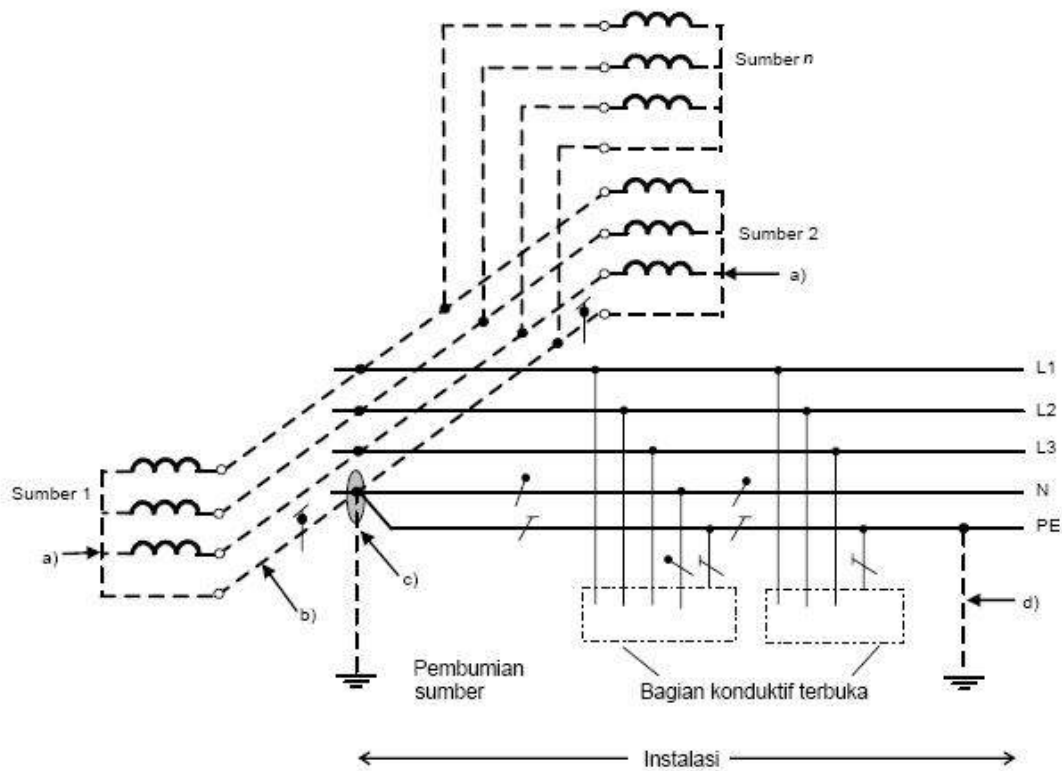 Sumber n
Sumber 2
a)
L1
L2
L3
Sumber 1
N
PE
a)
c)
b)
d)
Pembumian
sumber
Bagian konduktif terbuka
Instalasi